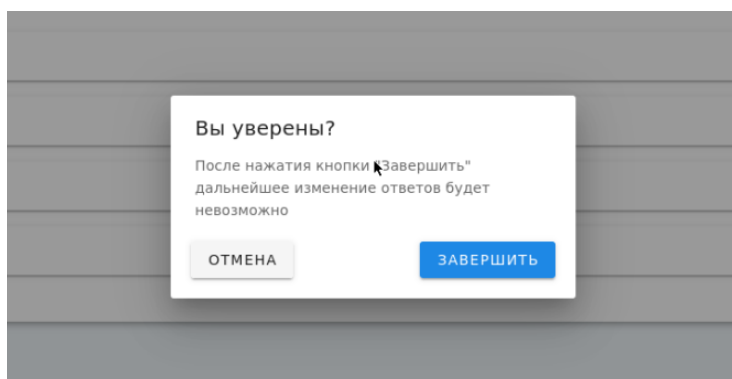 Вы уверены?
После нажатия кнопки "Завершить"
дальнейшее изменение ответов будет
невозможно
ОТМЕНА
ЗАВЕРШИТЬ